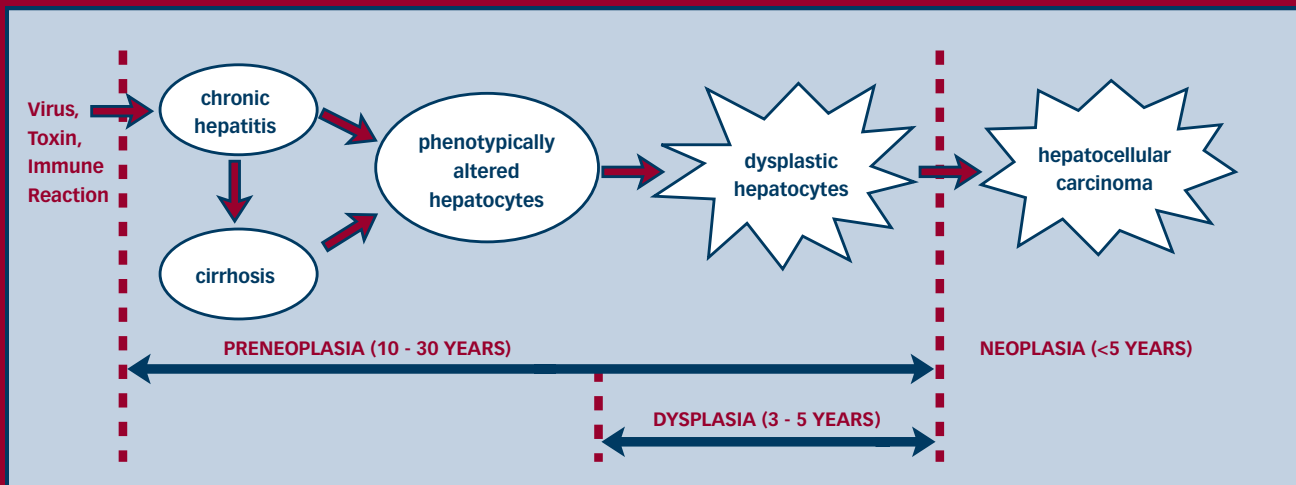 Virus,
Toxin,
Immune
Reaction
chronic
hepatitis
cirrhosis
phenotypically
altered
hepatocytes
dysplastic
hepatocytes
hepatocellular
carcinoma
PRENEOPLASIA (10 - 30 YEARS)
NEOPLASIA (<5 YEARS)
DYSPLASIA (3 - 5 YEARS)